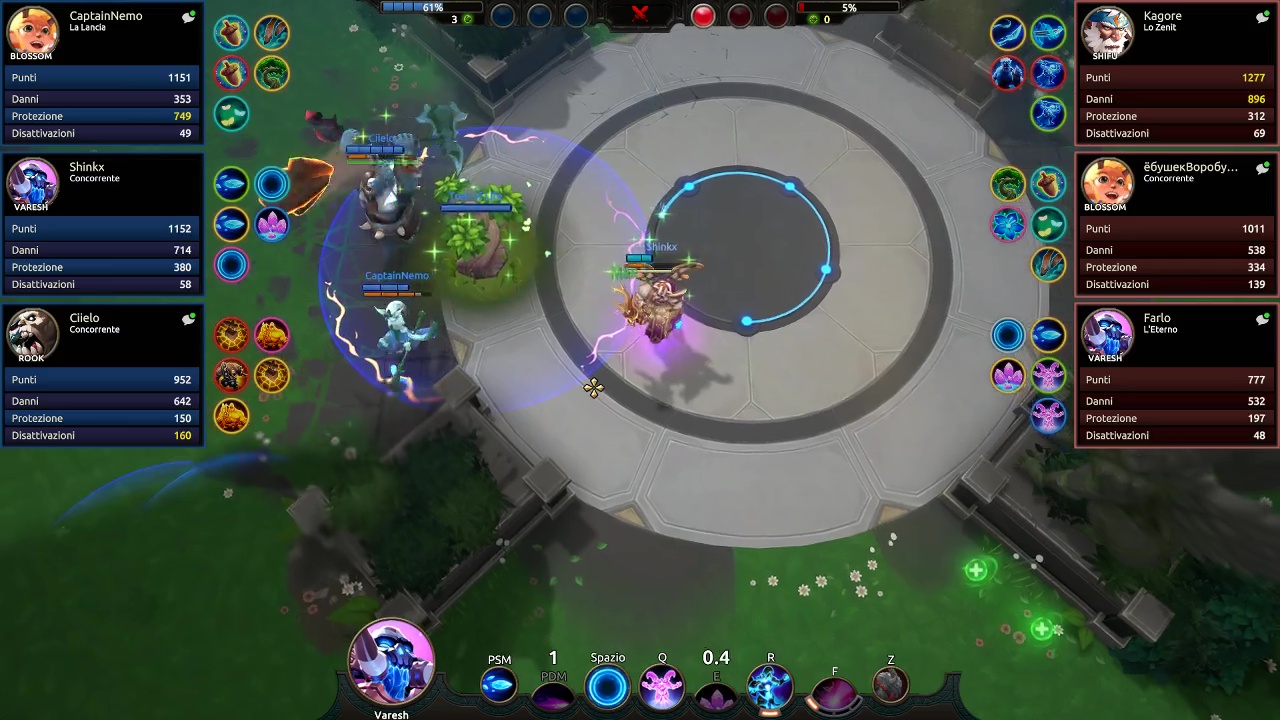 CaptainNemo
La Lancia
BLOSSOM
Punti 1151
Danni 353
Protezione 749
Disattivazioni 49
Shinkx
Concorrente
VARESH
Punti 1152
Danni 714
Protezione 380
Disattivazioni 58
Ciielo
Concorrente
ROOK
Punti 952
Danni 642
Protezione 150
Disattivazioni 160
61%
3
5%
0
Kagore
Lo Zenit
SHIFU
Punti 1277
Danni 896
Protezione 312
Disattivazioni 69
ёбушекВоробу...
Concorrente
BLOSSOM
Punti 1011
Danni 538
Protezione 334
Disattivazioni 139
Farlo
L'Eterno
VARESH
Punti 777
Danni 532
Protezione 197
Disattivazioni 48
Ciielo
Shinkx
CaptainNemo
PSM
1
PDM
Spazio
Q
0.4
E
R
F
Z
Varesh